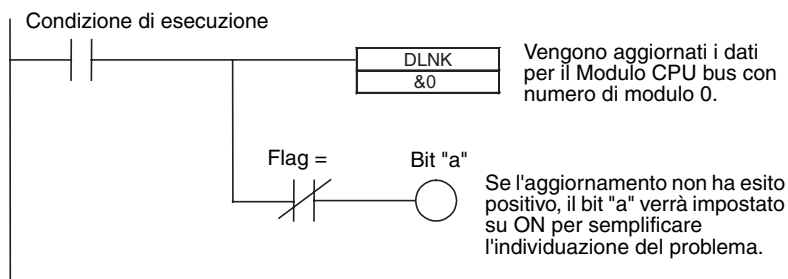 Condizione di esecuzione
DLNK
&0
Vengono aggiornati i dati
per il Modulo CPU bus con
numero di modulo 0.
Flag =
Bit "a"
Se l'aggiornamento non ha esito
positivo, il bit "a" verrà impostato
su ON per semplificare
l'individuazione del problema.